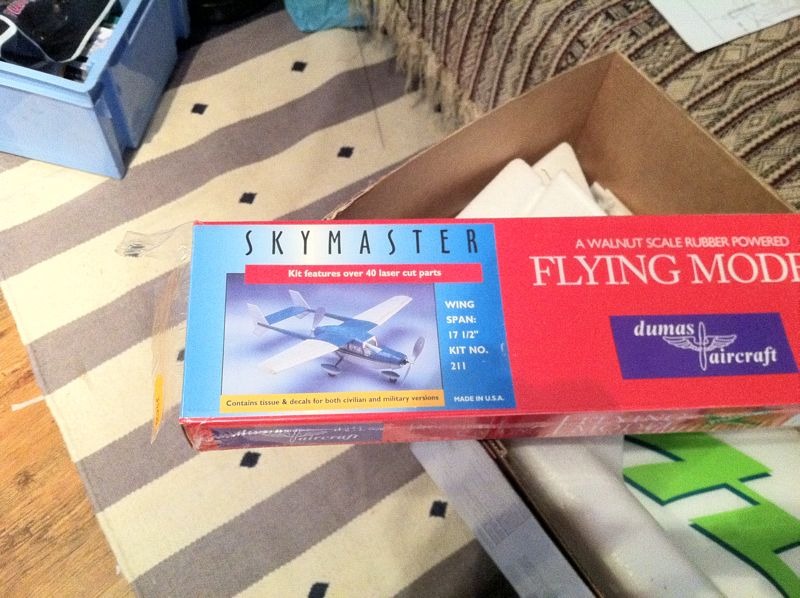 SKYMASTER
Kit features over 40 laser cut parts
WING
SPAN:
17 1/2"
KIT NO.
211
Contains tissue & decals for both civilian and military versions
MADE IN U.S.A.
A WALNUT SCALE RUBBER POWERED
FLYING MODE
dumas
aircraft
aircraft